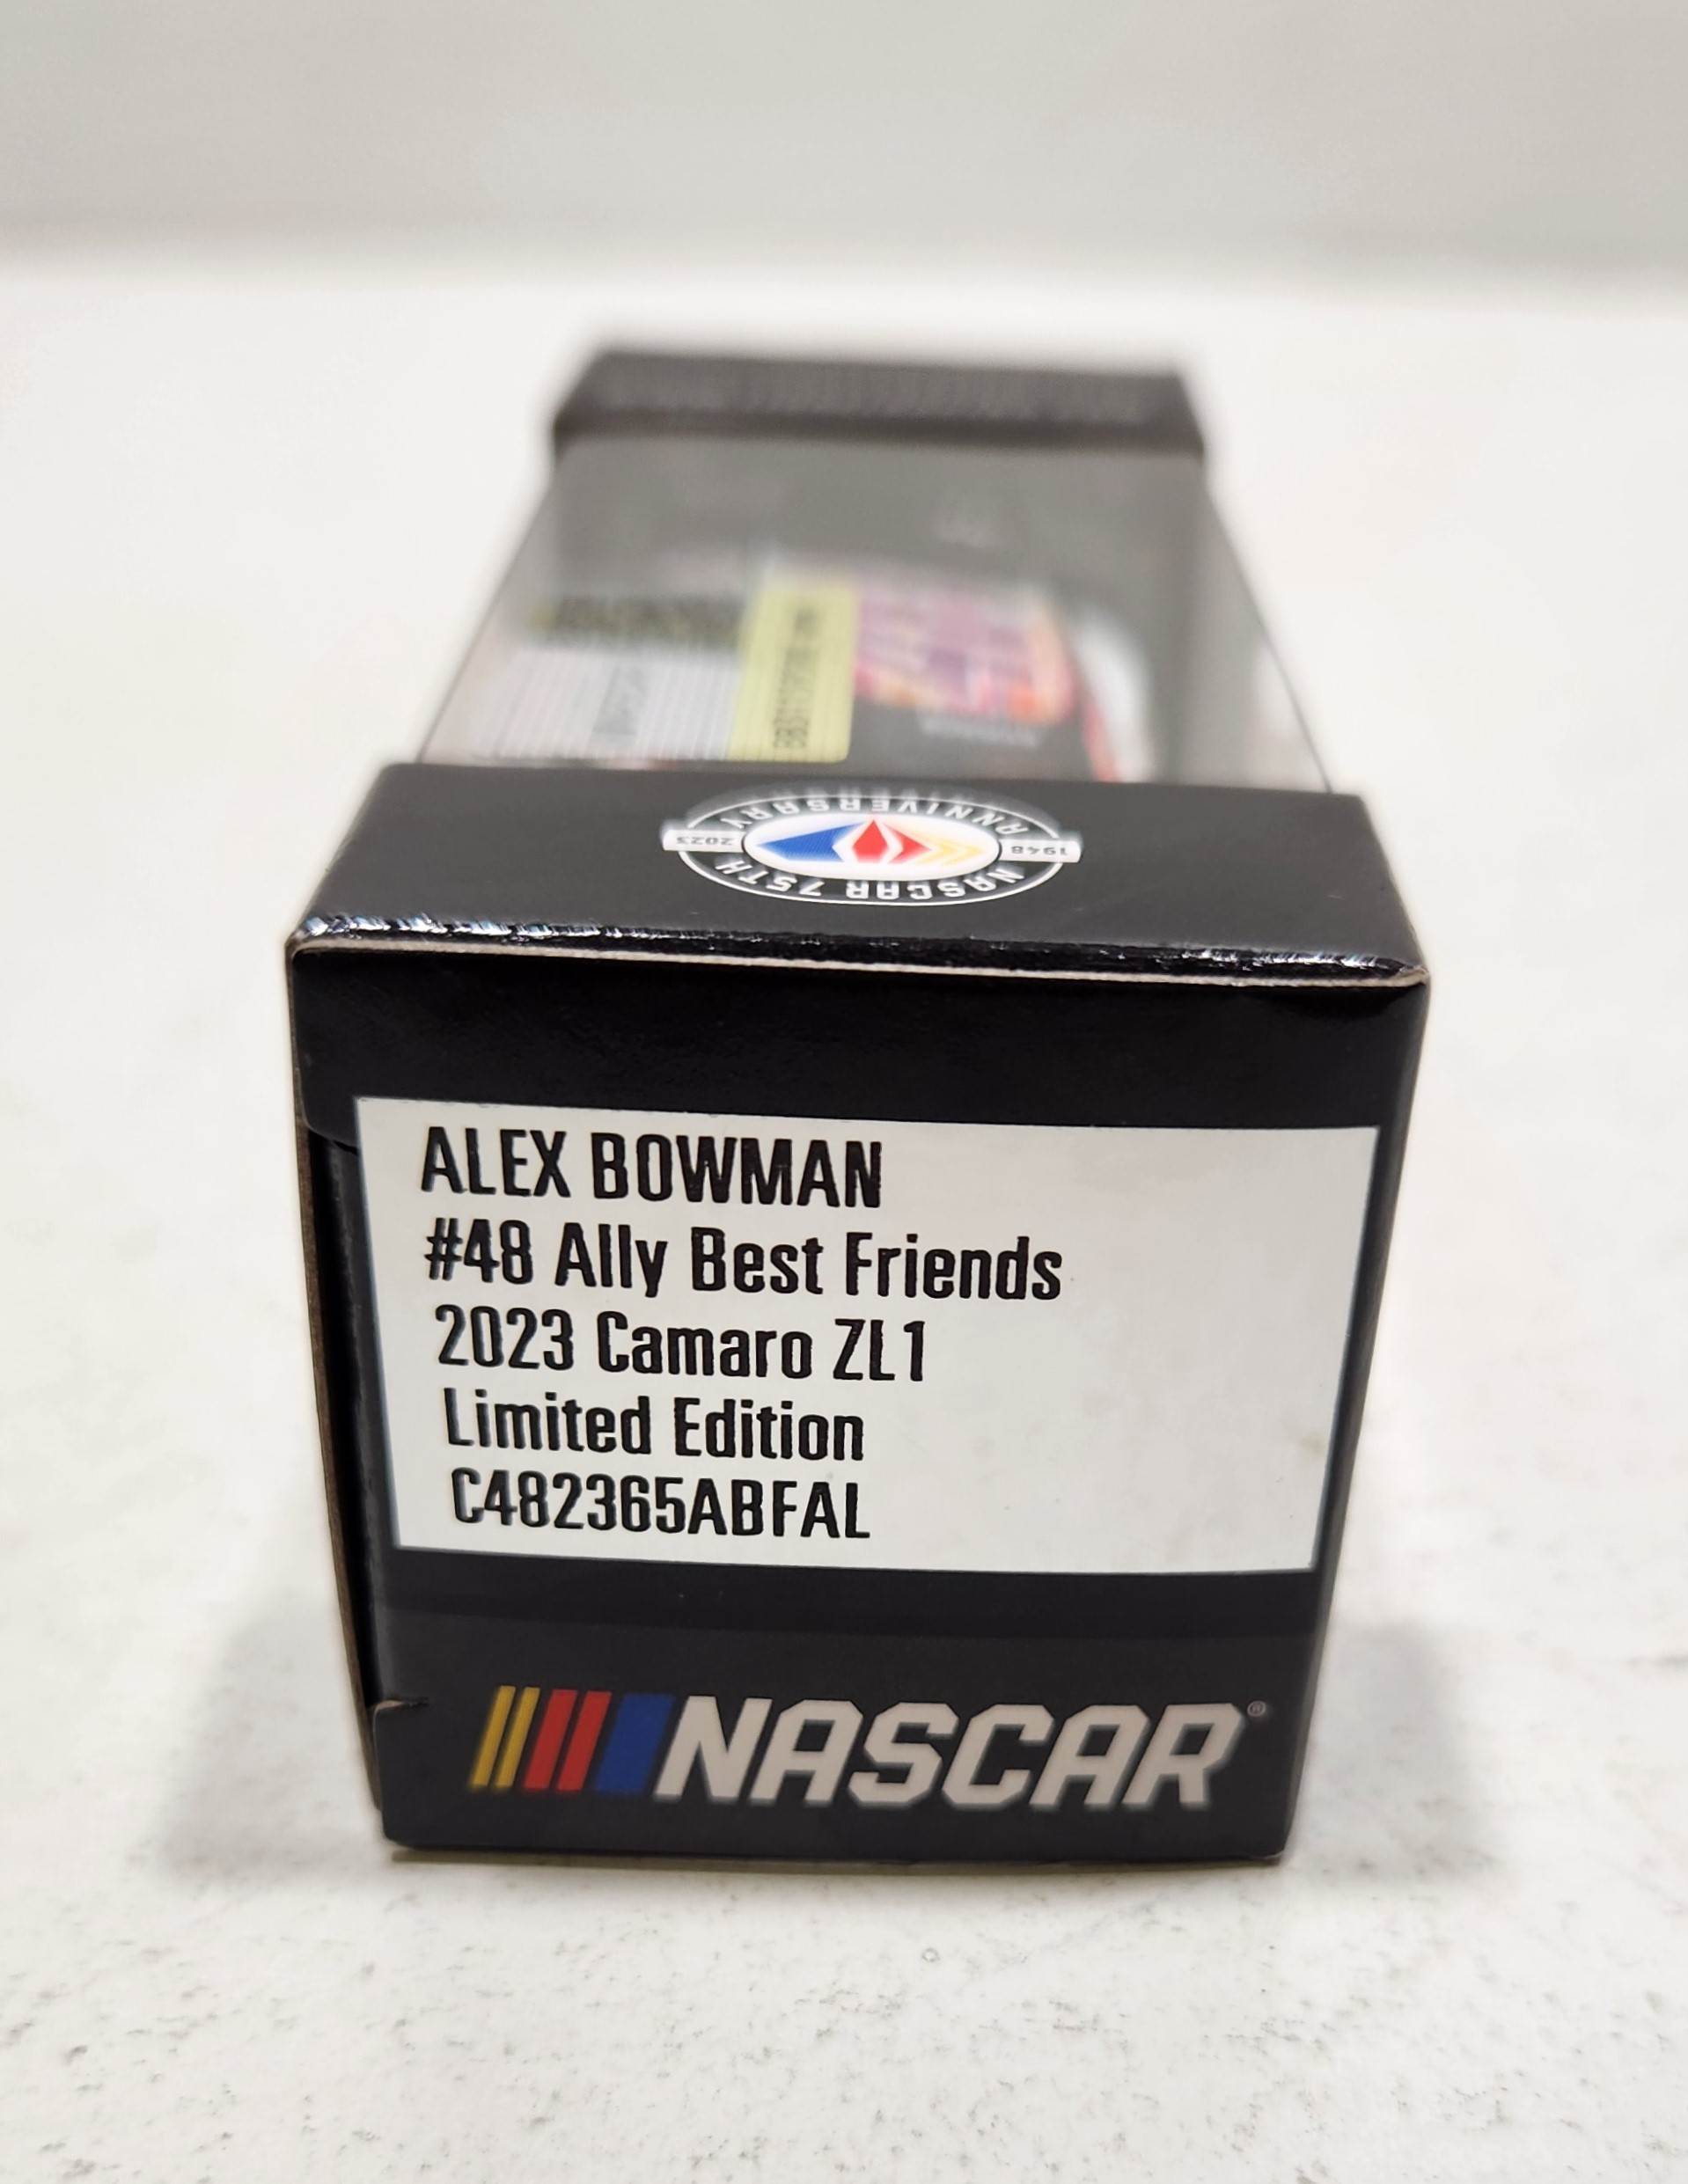 NASCAR 75TH
ANNIVERSARY
1948 2023
ALEX BOWMAN
#48 Ally Best Friends
2023 Camaro ZL1
Limited Edition
C482365ABFAL
NASCAR®